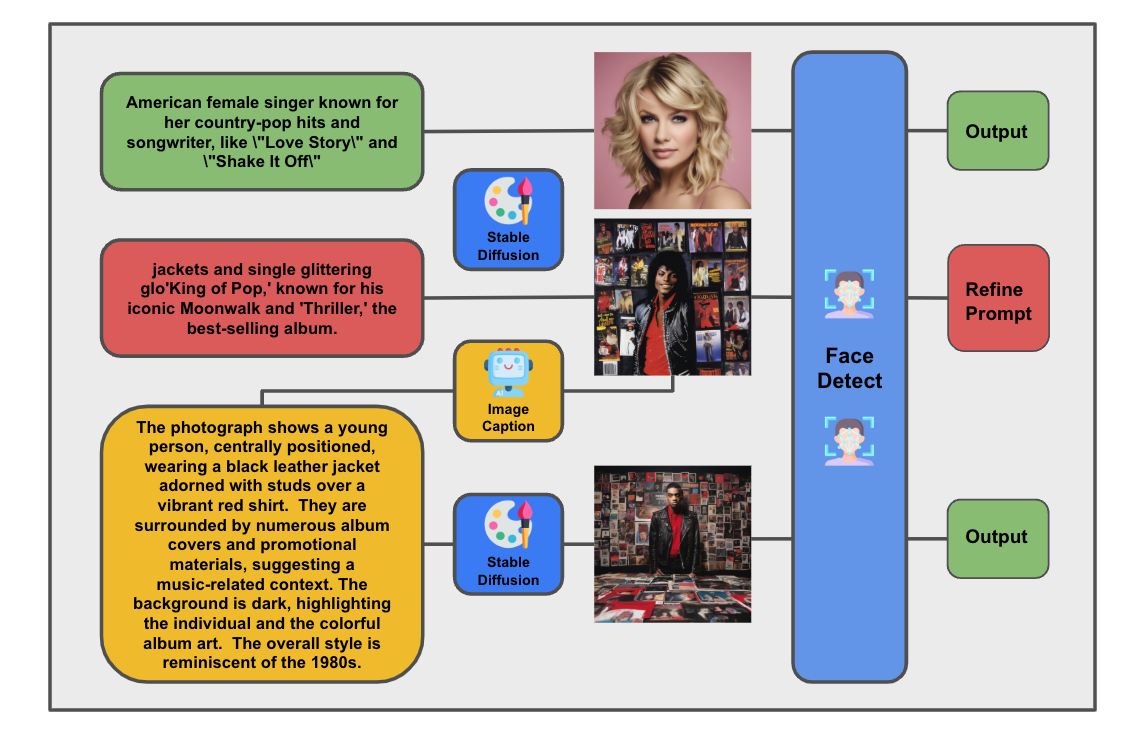 American female singer known for
her country-pop hits and
songwriter, like \"Love Story\" and
\"Shake It Off\"
Output
Stable
Diffusion
jackets and single glittering
glo'King of Pop,' known for his
iconic Moonwalk and 'Thriller,' the
best-selling album.
Refine
Prompt
Face
Detect
AI
Image
Caption
The photograph shows a young
person, centrally positioned,
wearing a black leather jacket
adorned with studs over a
vibrant red shirt.  They are
surrounded by numerous album
covers and promotional
materials, suggesting a
music-related context. The
background is dark, highlighting
the individual and the colorful
album art.  The overall style is
reminiscent of the 1980s.
Stable
Diffusion
Output